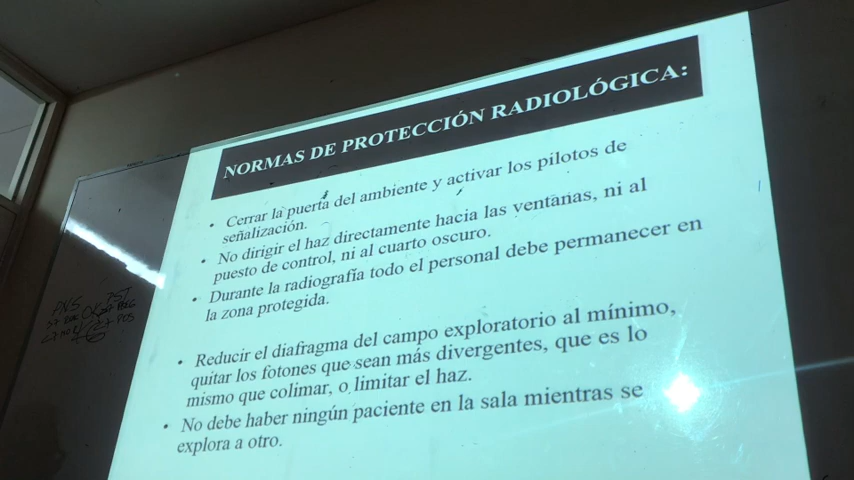 NORMAS DE PROTECCIÓN RADIOLÓGICA:
• Cerrar la puerta del ambiente y activar los pilotos de
señalización.
• No dirigir el haz directamente hacia las ventanas, ni al
puesto de control, ni al cuarto oscuro.
• Durante la radiografía todo el personal debe permanecer en
la zona protegida.
• Reducir el diafragma del campo exploratorio al mínimo,
quitar los fotones que sean más divergentes, que es lo
mismo que colimar, o limitar el haz.
• No debe haber ningún paciente en la sala mientras se
explora a otro.